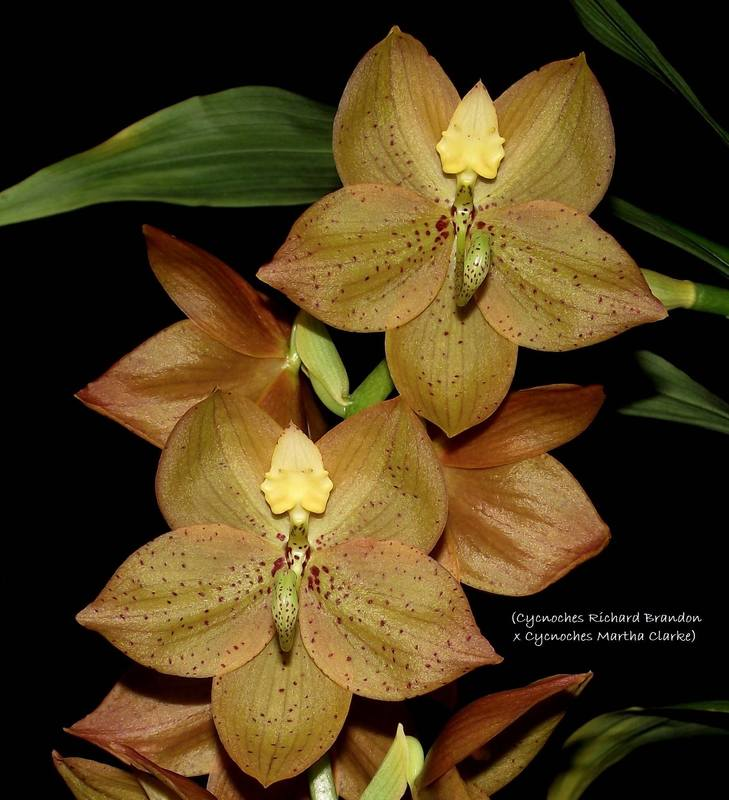 (Cycnoches Richard Brandon
x Cycnoches Martha Clarke)